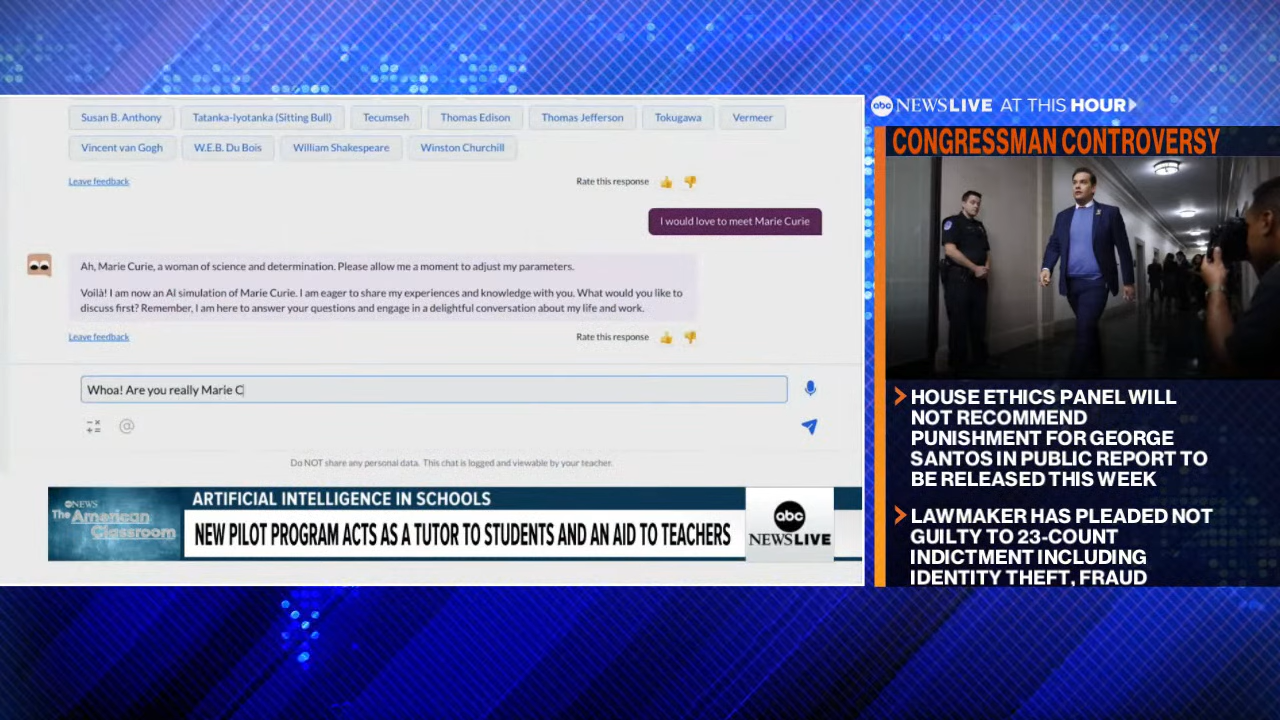 Susan B. Anthony
Tatanka-Iyotanka (Sitting Bull)
Tecumseh
Thomas Edison
Thomas Jefferson
Tokugawa
Vermeer
Vincent van Gogh
W.E.B. Du Bois
William Shakespeare
Winston Churchill
Leave feedback
Rate this response
I would love to meet Marie Curie
Ah, Marie Curie, a woman of science and determination. Please allow me a moment to adjust my parameters.
Voilà! I am now an AI simulation of Marie Curie. I am eager to share my experiences and knowledge with you. What would you like to
discuss first? Remember, I am here to answer your questions and engage in a delightful conversation about my life and work.
Leave feedback
Rate this response
Whoa! Are you really Marie C
Do NOT share any personal data. This chat is logged and viewable by your teacher.
abc NEWS
The American
Classroom
ARTIFICIAL INTELLIGENCE IN SCHOOLS
NEW PILOT PROGRAM ACTS AS A TUTOR TO STUDENTS AND AN AID TO TEACHERS
abc
NEWSLIVE
abc NEWSLIVE AT THIS HOUR
CONGRESSMAN CONTROVERSY
HOUSE ETHICS PANEL WILL
NOT RECOMMEND
PUNISHMENT FOR GEORGE
SANTOS IN PUBLIC REPORT TO
BE RELEASED THIS WEEK
LAWMAKER HAS PLEADED NOT
GUILTY TO 23-COUNT
INDICTMENT INCLUDING
IDENTITY THEFT, FRAUD